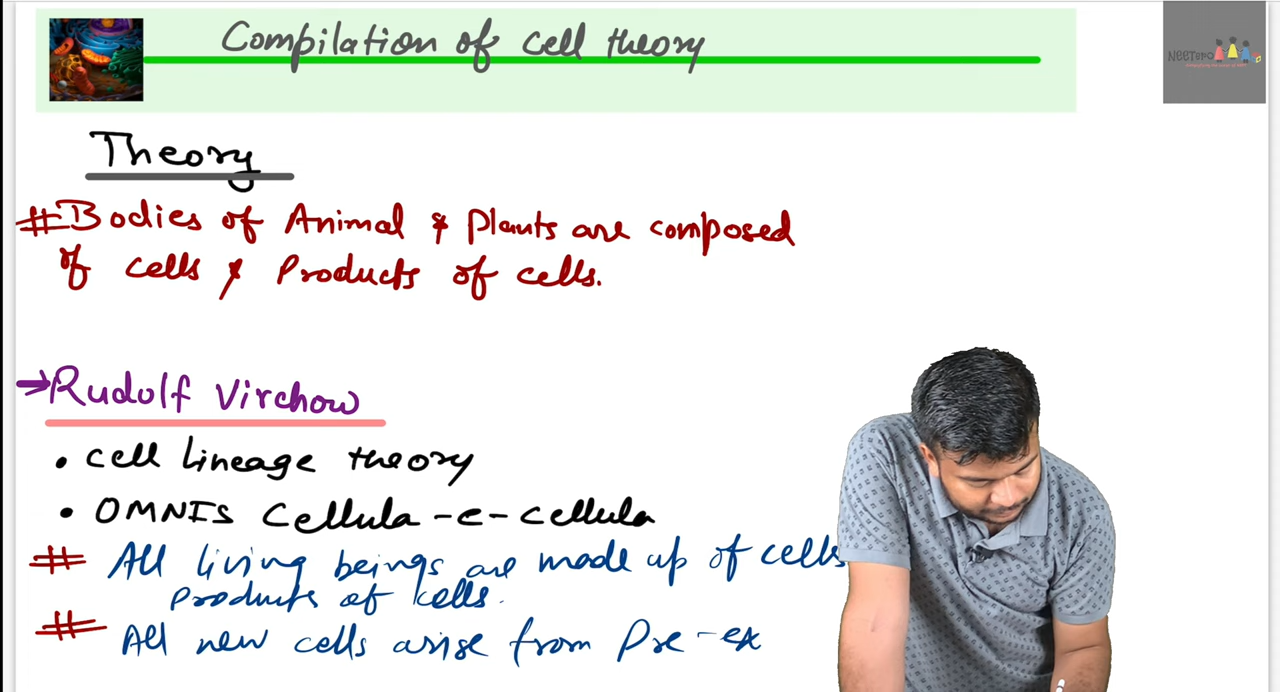 Compilation of cell theory
NEETOPO
Theory
# Bodies of Animal & Plants are composed
of cells & Products of cells.
→ Rudolf Virchow
• cell lineage theory
• OMNIS cellula-e-cellula
# All living beings are made up of cells
products of cells.
# All new cells arise from Pre-ex